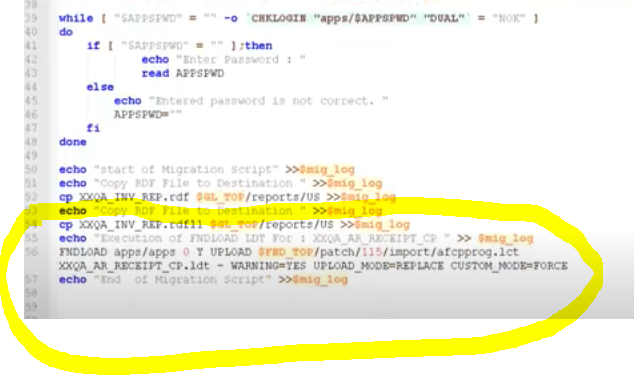 38
39 while [ "$APPSPWD" = "" -o `CHKLOGIN "apps/$APPSPWD" "DUAL"` = "NOK" ]
40 do
41 if [ "$APPSPWD" = "" ];then
42 echo "Enter Password : "
43 read APPSPWD
44 else
45 echo "Entered password is not correct. "
46 APPSPWD=""
47 fi
48 done
49
50 echo "start of Migration Script" >>$mig_log
51 echo "Copy RDF File to Destination " >>$mig_log
52 cp XXQA_INV_REP.rdf $GL_TOP/reports/US >>$mig_log
53 echo "Copy RDF File to Destination " >>$mig_log
54 cp XXQA_INV_REP.rdf11 $GL_TOP/reports/US >>$mig_log
55 echo "Execution of FNDLOAD LDT For : XXQA_AR_RECEIPT_CP " >> $mig_log
56 FNDLOAD apps/apps 0 Y UPLOAD $FND_TOP/patch/115/import/afcpprog.lct
XXQA_AR_RECEIPT_CP.ldt - WARNING=YES UPLOAD_MODE=REPLACE CUSTOM_MODE=FORCE
57 echo "End of Migration Script" >>$mig_log
58
59